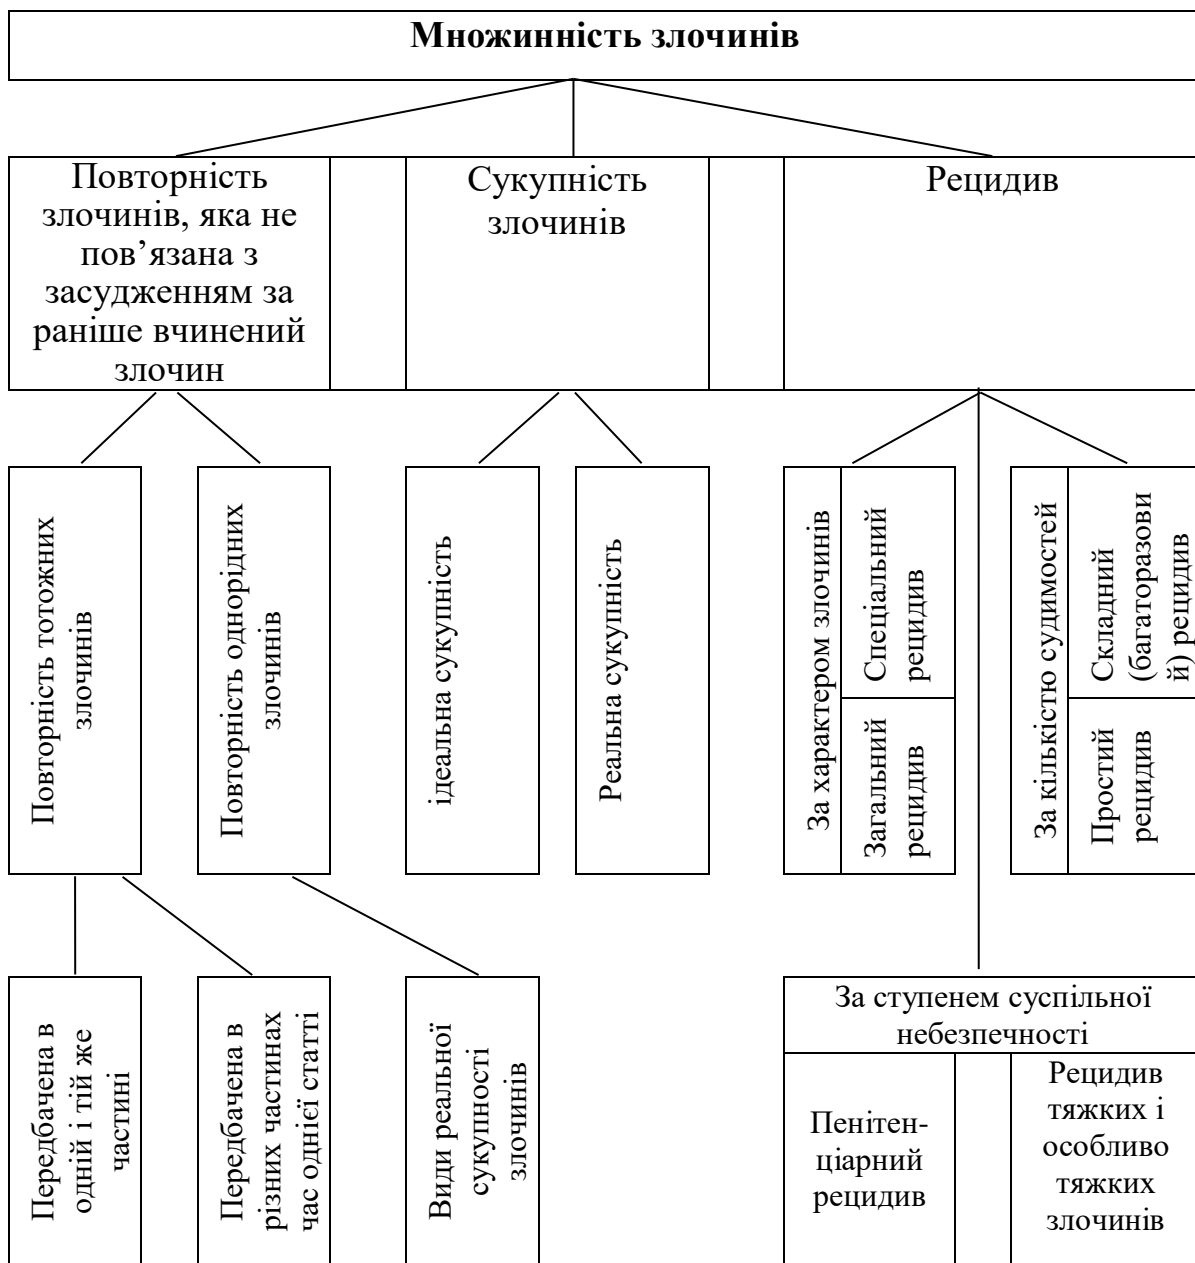 Множинність злочинів
Повторність
злочинів, яка не
пов’язана з
засудженням за
раніше вчинений
злочин
Сукупність
злочинів
Рецидив
Повторність тотожних
злочинів
Повторність однорідних
злочинів
ідеальна сукупність
Реальна сукупність
За характером злочинів
Спеціальний
рецидив
Загальний
рецидив
За кількістю судимостей
Складний
(багаторазови
й) рецидив
Простий
рецидив
Передбачена в
одній і тій же
частині
Передбачена в
різних частинах
час однієї статті
Види реальної
сукупності
злочинів
За ступенем суспільної
небезпечності
Пенітен-
ціарний
рецидив
Рецидив
тяжких і
особливо
тяжких
злочинів